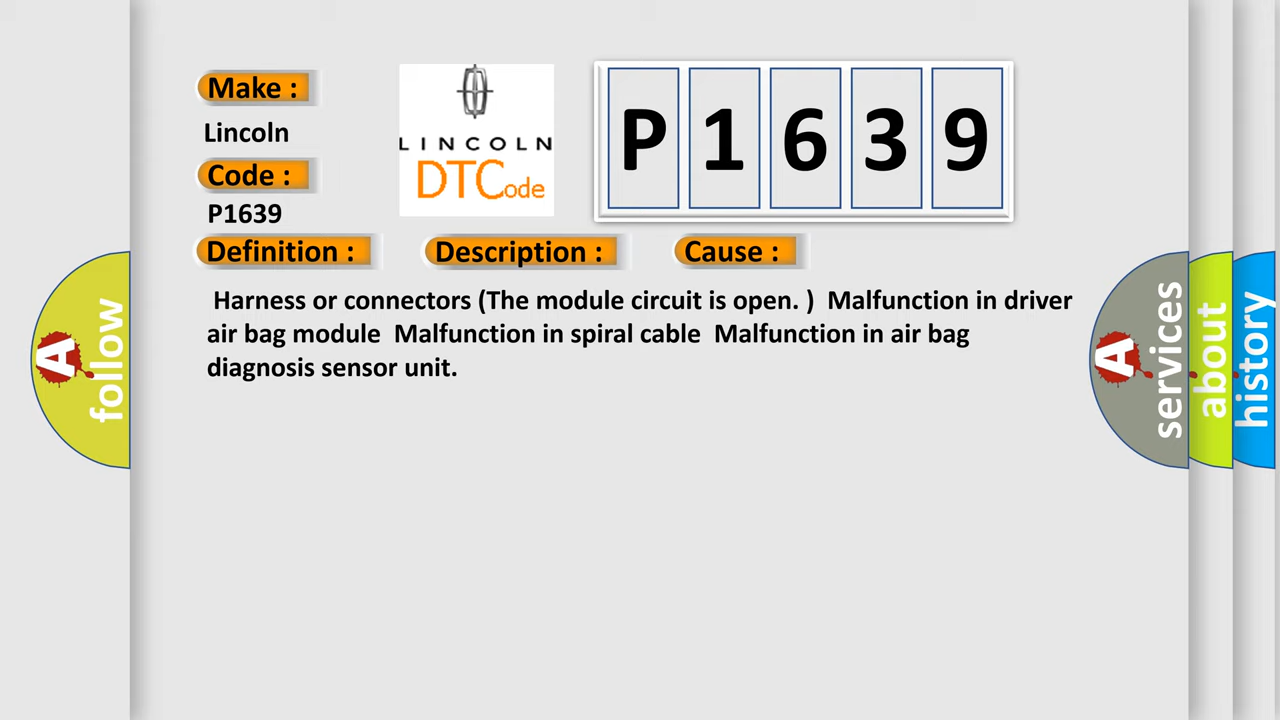 Make :
Lincoln
Code :
P1639
LINCOLN
DTCode
P 1 6 3 9
Definition :
Description :
Cause :
Harness or connectors (The module circuit is open. ) Malfunction in driver
air bag module Malfunction in spiral cable Malfunction in air bag
diagnosis sensor unit.
A
follow
A
services
about
history